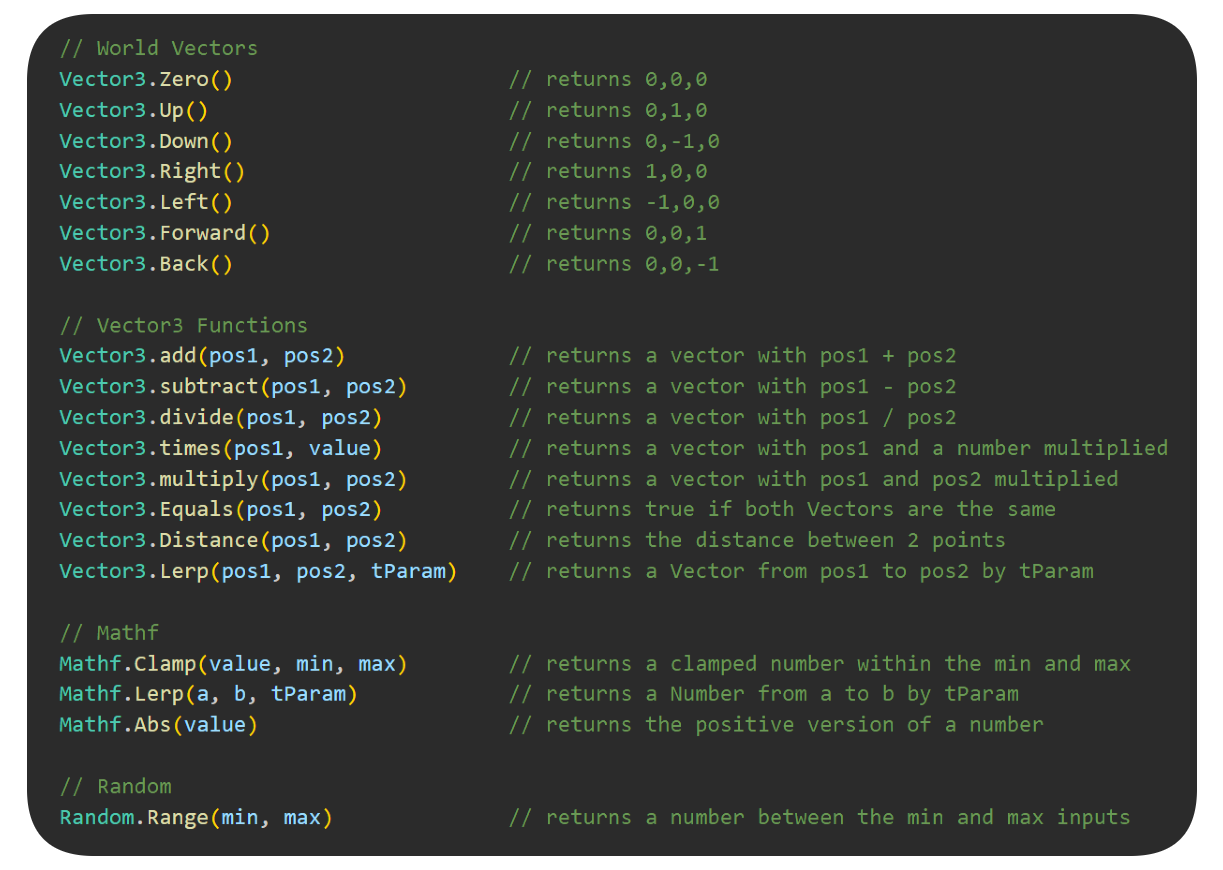 // World Vectors
Vector3.Zero() // returns 0,0,0
Vector3.Up() // returns 0,1,0
Vector3.Down() // returns 0,-1,0
Vector3.Right() // returns 1,0,0
Vector3.Left() // returns -1,0,0
Vector3.Forward() // returns 0,0,1
Vector3.Back() // returns 0,0,-1
// Vector3 Functions
Vector3.add(pos1, pos2) // returns a vector with pos1 + pos2
Vector3.subtract(pos1, pos2) // returns a vector with pos1 - pos2
Vector3.divide(pos1, pos2) // returns a vector with pos1 / pos2
Vector3.times(pos1, value) // returns a vector with pos1 and a number multiplied
Vector3.multiply(pos1, pos2) // returns a vector with pos1 and pos2 multiplied
Vector3.Equals(pos1, pos2) // returns true if both Vectors are the same
Vector3.Distance(pos1, pos2) // returns the distance between 2 points
Vector3.Lerp(pos1, pos2, tParam) // returns a Vector from pos1 to pos2 by tParam
// Mathf
Mathf.Clamp(value, min, max) // returns a clamped number within the min and max
Mathf.Lerp(a, b, tParam) // returns a Number from a to b by tParam
Mathf.Abs(value) // returns the positive version of a number
// Random
Random.Range(min, max) // returns a number between the min and max inputs